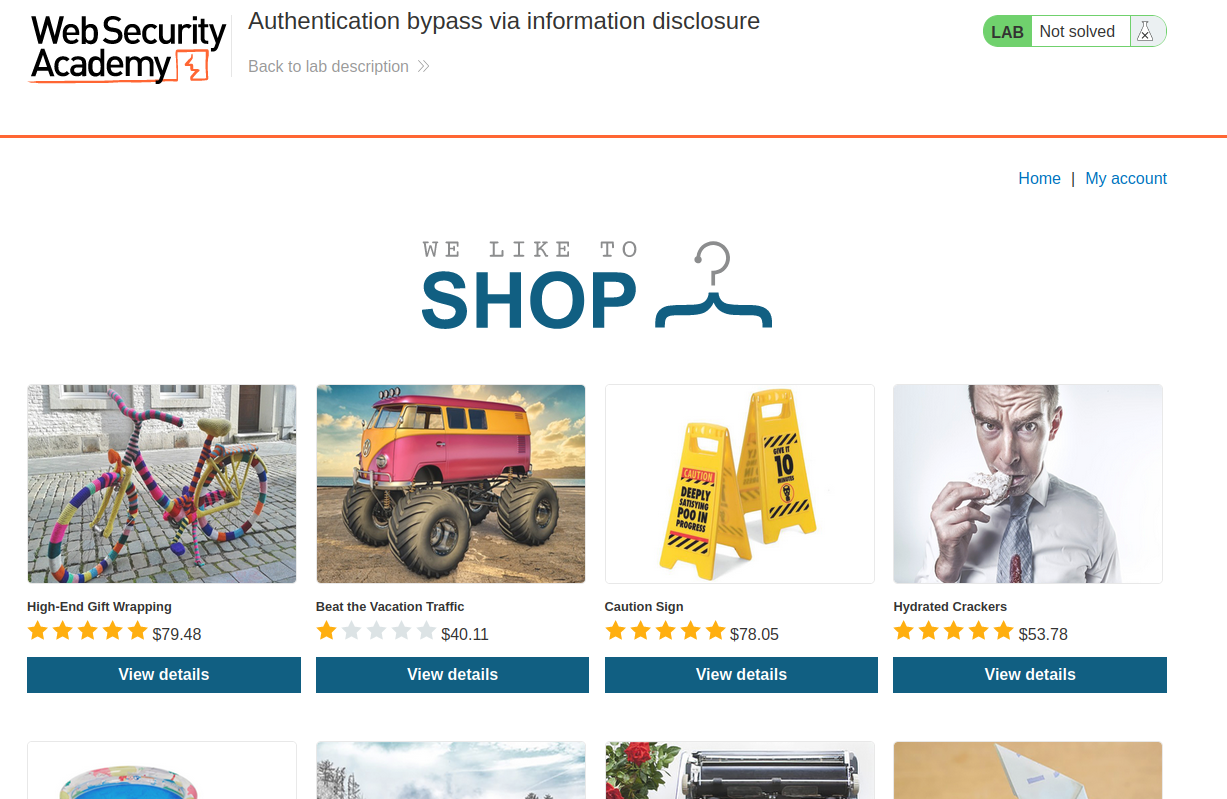 Web Security
Academy
Authentication bypass via information disclosure
Back to lab description
LAB Not solved
Home | My account
WE LIKE TO
SHOP
CAUTION
DEEPLY
SATISFYING
POO IN
PROGRESS
GIVE IT
10
MINUTES
High-End Gift Wrapping
$79.48
View details
Beat the Vacation Traffic
$40.11
View details
Caution Sign
$78.05
View details
Hydrated Crackers
$53.78
View details